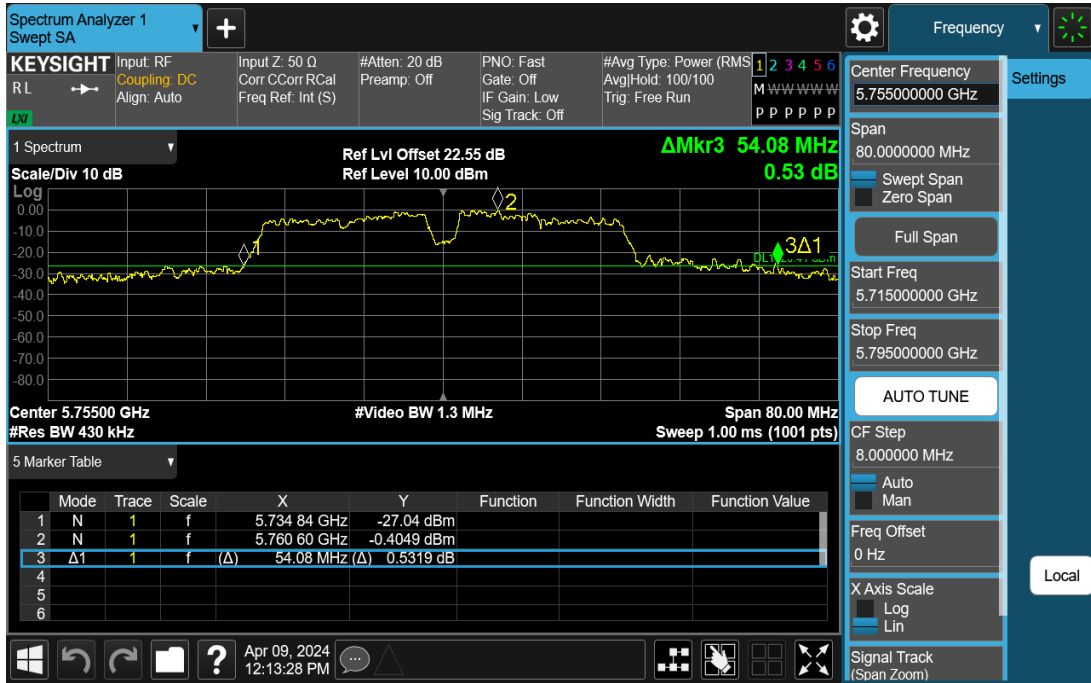 Spectrum Analyzer 1
Swept SA
+
Frequency
KEYSIGHT
RL
LXI
Input: RF
Coupling: DC
Align: Auto
Input Z: 50 Ω
Corr CCorr RCal
Freq Ref: Int (S)
#Atten: 20 dB
Preamp: Off
PNO: Fast
Gate: Off
IF Gain: Low
Sig Track: Off
#Avg Type: Power (RMS
Avg|Hold: 100/100
Trig: Free Run
1 2 3 4 5 6
M W W W W W
P P P P P P
1 Spectrum
Scale/Div 10 dB
Ref Lvl Offset 22.55 dB
Ref Level 10.00 dBm
ΔMkr3 54.08 MHz
0.53 dB
Log
0.00
-10.0
-20.0
-30.0
-40.0
-50.0
-60.0
-70.0
-80.0
1
2
3Δ1
Center 5.75500 GHz
#Video BW 1.3 MHz
Span 80.00 MHz
#Res BW 430 kHz
Sweep 1.00 ms (1001 pts)
5 Marker Table
Mode Trace Scale X Y Function Function Width Function Value
1 N 1 f 5.734 84 GHz -27.04 dBm
2 N 1 f 5.760 60 GHz -0.4049 dBm
3 Δ1 1 f (Δ) 54.08 MHz (Δ) 0.5319 dB
4
5
6
?
Apr 09, 2024
12:13:28 PM
Center Frequency
5.755000000 GHz
Span
80.0000000 MHz
Swept Span
Zero Span
Full Span
Start Freq
5.715000000 GHz
Stop Freq
5.795000000 GHz
AUTO TUNE
CF Step
8.000000 MHz
Auto
Man
Freq Offset
0 Hz
X Axis Scale
Log
Lin
Signal Track
(Span Zoom)
Settings
Local